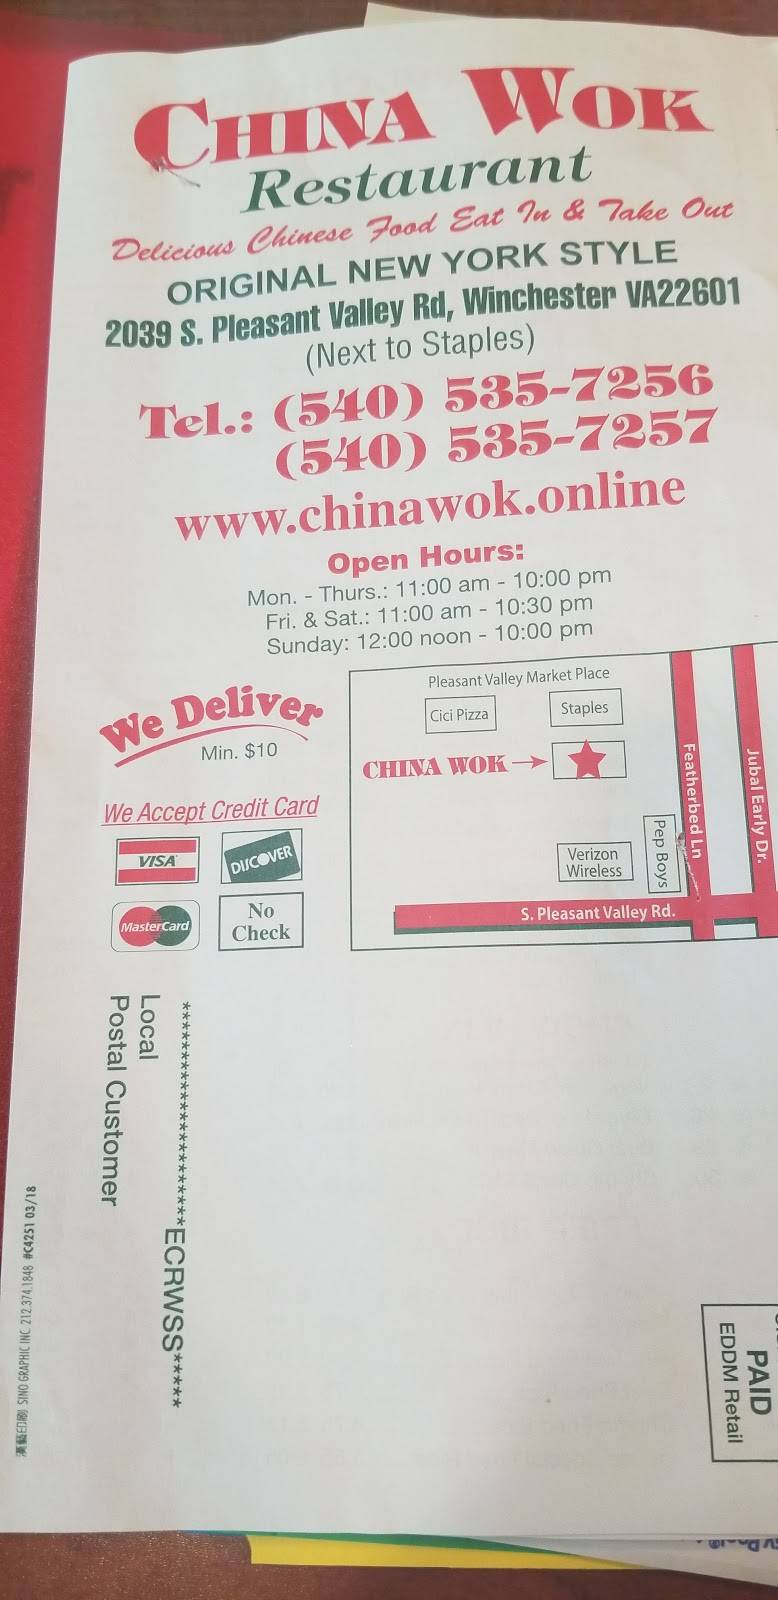 CHINA WOK
Restaurant
Delicious Chinese Food Eat In & Take Out
ORIGINAL NEW YORK STYLE
2039 S. Pleasant Valley Rd, Winchester VA22601
(Next to Staples)
Tel.: (540) 535-7256
(540) 535-7257
www.chinawok.online
Open Hours:
Mon. - Thurs.: 11:00 am - 10:00 pm
Fri. & Sat.: 11:00 am - 10:30 pm
Sunday: 12:00 noon - 10:00 pm
We Deliver
Min. $10
We Accept Credit Card
VISA
DISCOVER
MasterCard
No
Check
Pleasant Valley Market Place
Cici Pizza
Staples
CHINA WOK
Featherbed Ln
Jubal Early Dr.
Verizon
Wireless
Pep Boys
S. Pleasant Valley Rd.
*************************ECRWSS*****
Local
Postal Customer
PAID
EDDM Retail
SINO GRAPHIC INC. 212.374.1848 #C4251 03/18